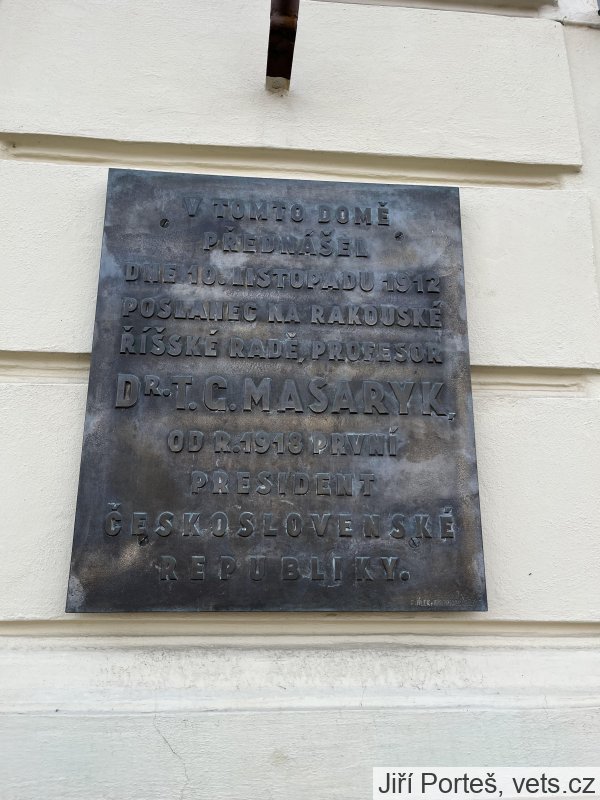 V TOMTO DOMĚ
PŘEDNÁŠEL
DNE 10. LISTOPADU 1912
POSLANEC NA RAKOUSKÉ
ŘÍŠSKÉ RADĚ, PROFESOR
DR. T. G. MASARYK,
OD R. 1918 PRVNÍ
PRESIDENT
ČESKOSLOVENSKÉ
REPUBLIKY.
Jiří Porteš, vets.cz